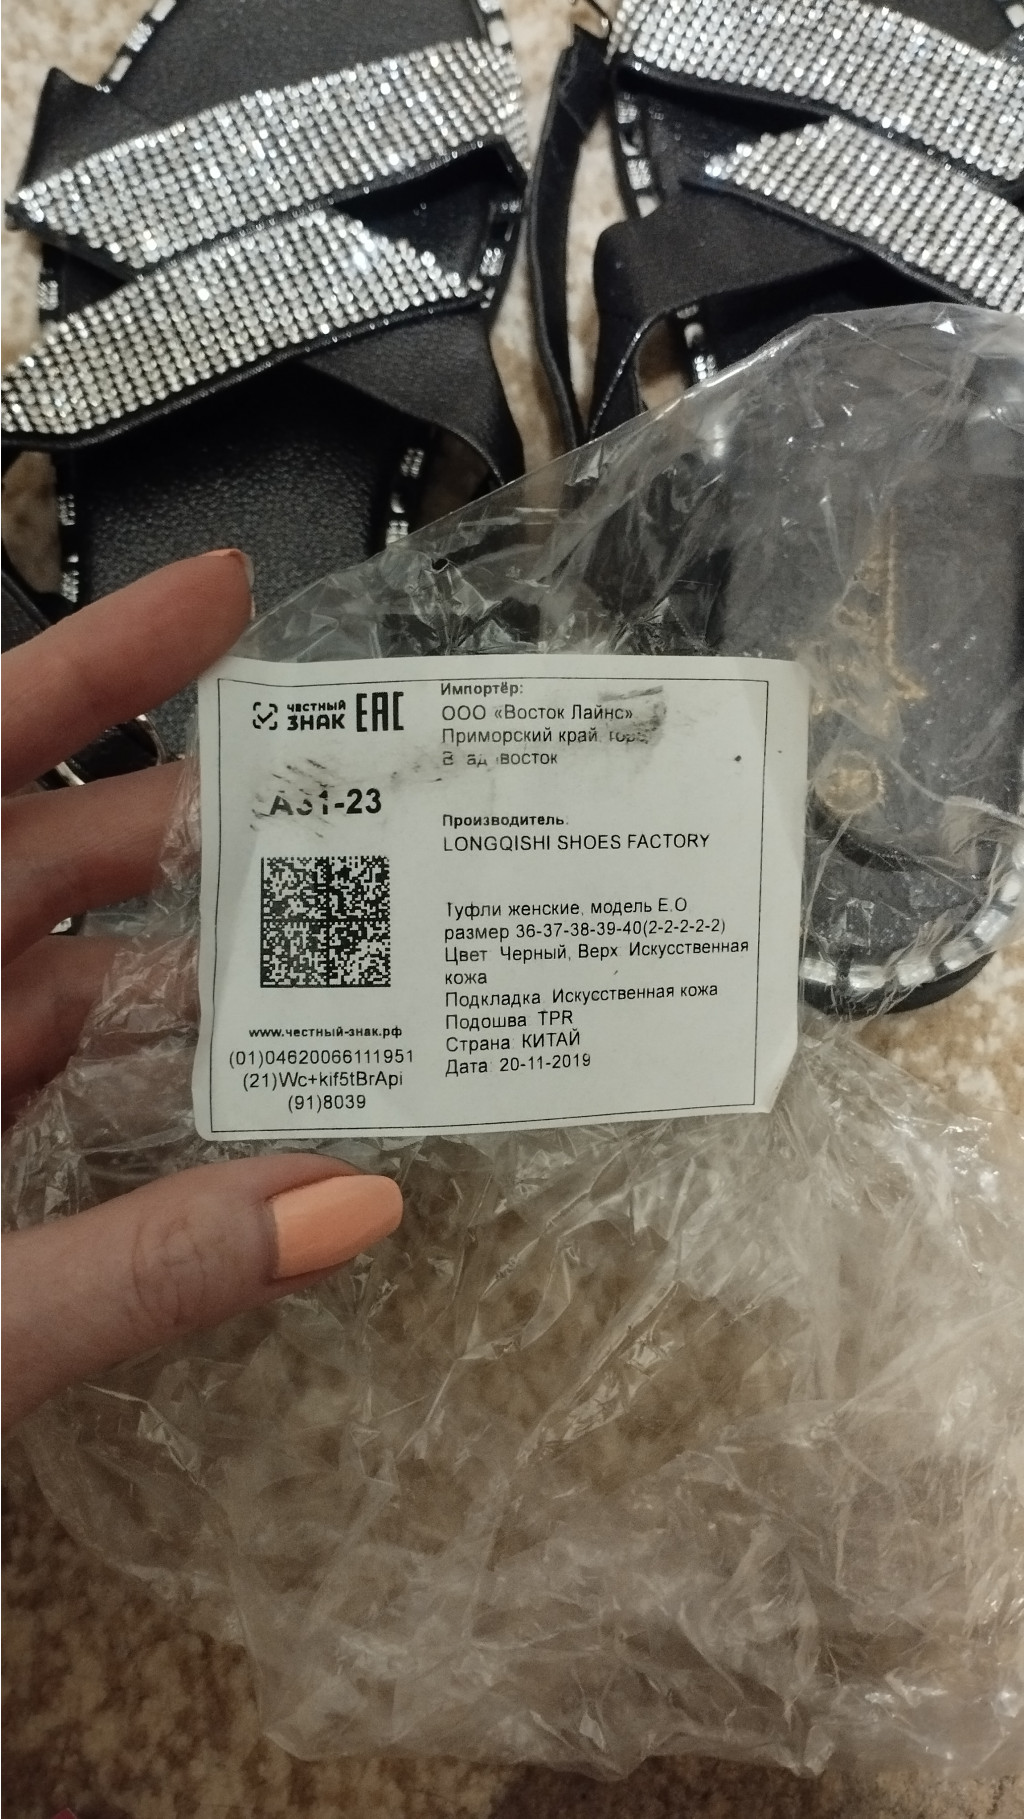 честный
ЗНАК
EAC
А31-23
www.честный-знак.рф
(01)04620066111951
(21)Wc+kif5tBrApi
(91)8039
Импортёр:
ООО «Восток Лайнс»
Приморский край
Производитель:
LONGQISHI SHOES FACTORY
Туфли женские, модель Е.О
размер 36-37-38-39-40(2-2-2-2-2)
Цвет Черный, Верх Искусственная
кожа
Подкладка Искусственная кожа
Подошва TPR
Страна КИТАЙ
Дата 20-11-2019